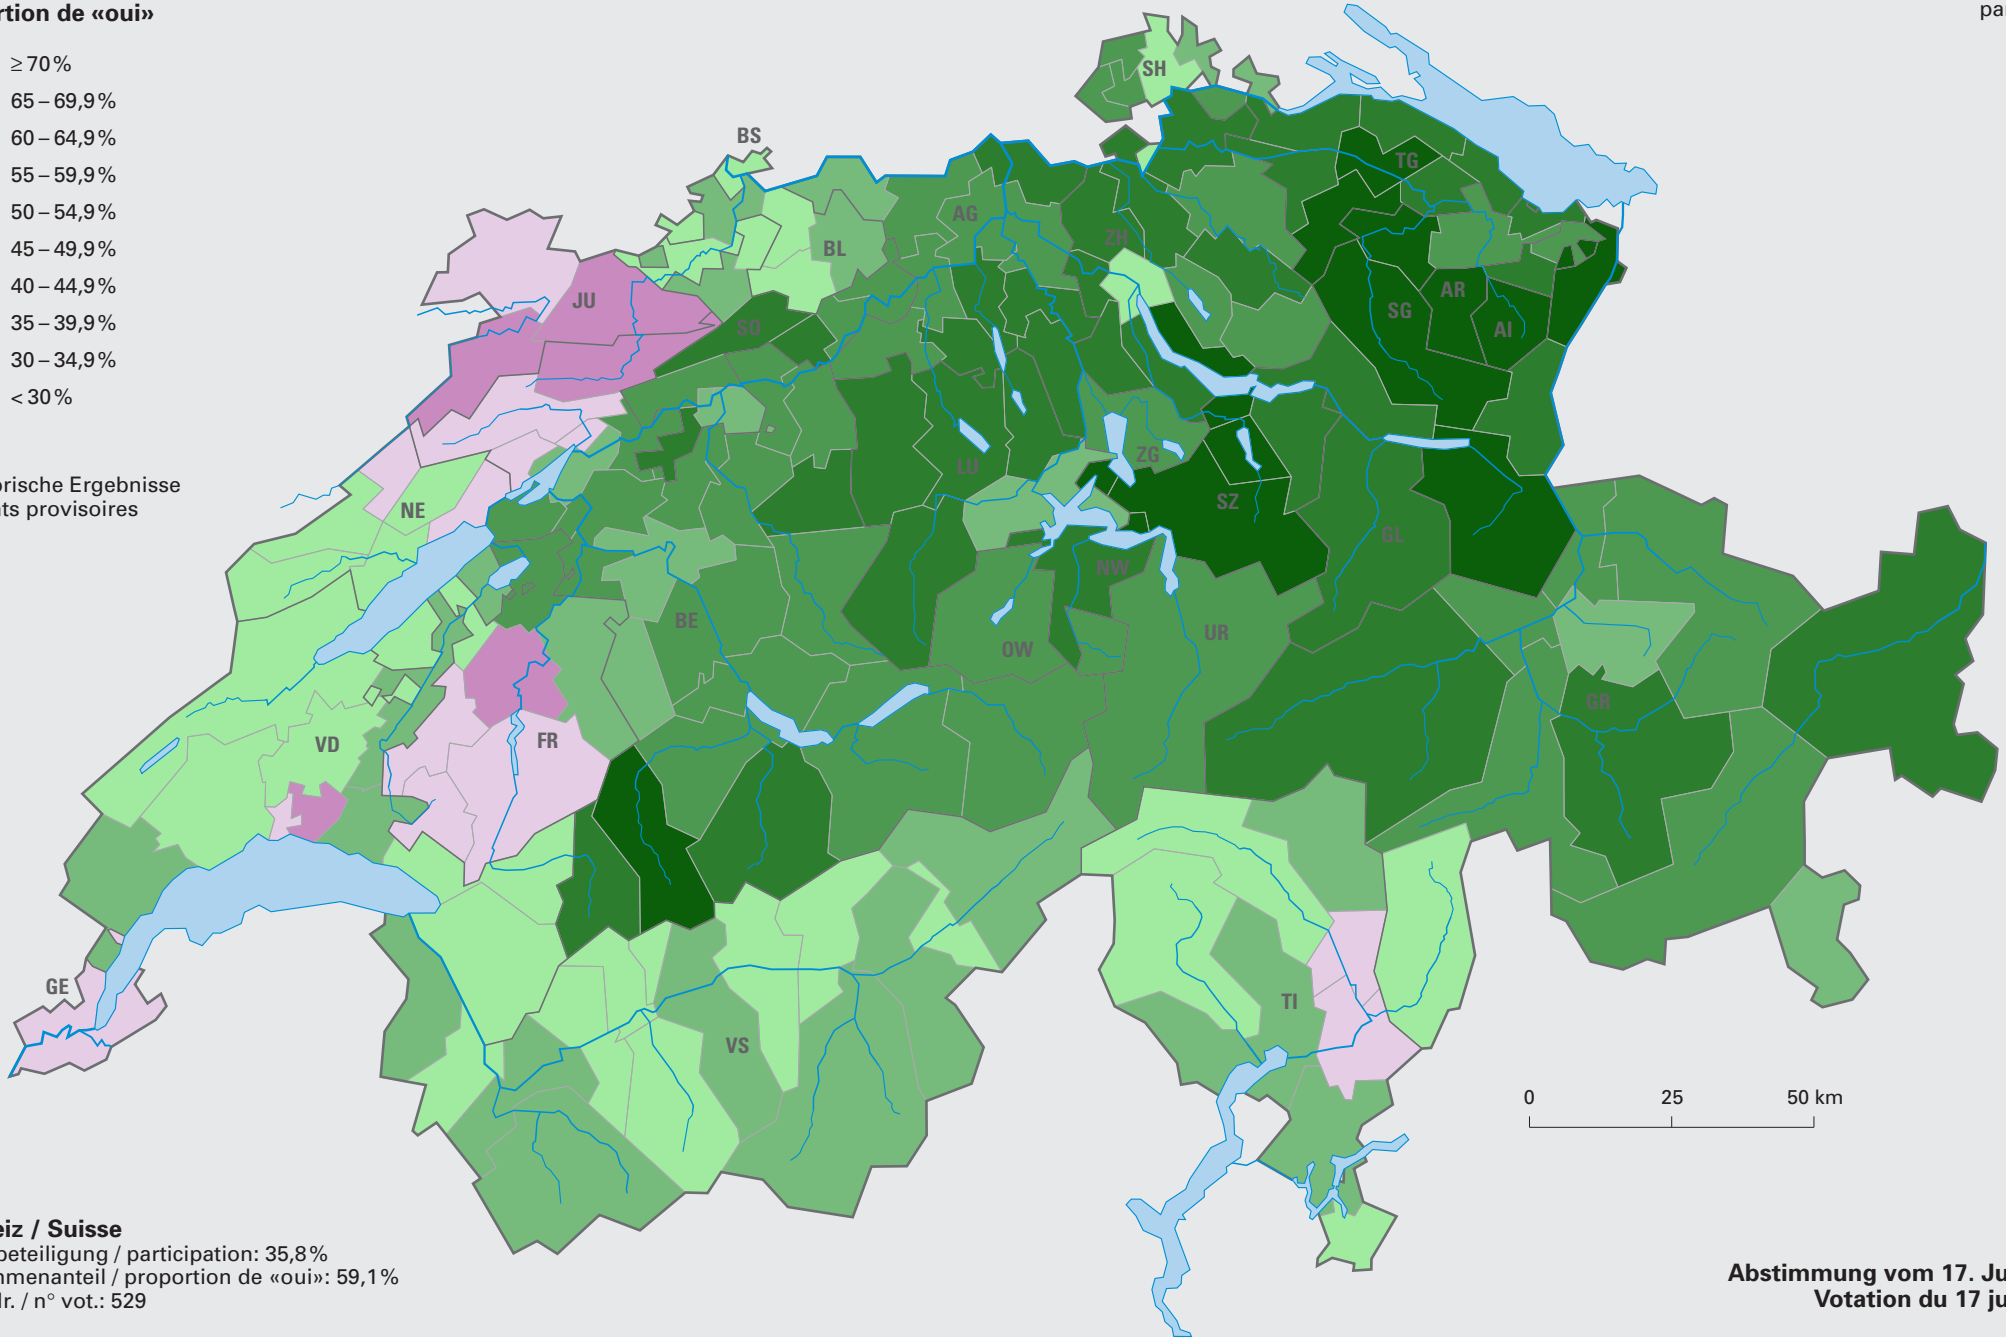 rtion de «oui»
≥ 70 %
65 – 69,9 %
60 – 64,9 %
55 – 59,9 %
50 – 54,9 %
45 – 49,9 %
40 – 44,9 %
35 – 39,9 %
30 – 34,9 %
< 30 %
orische Ergebnisse
ats provisoires
pa
SH
BS
TG
AG
ZH
BL
JU
SO
SG
AR
AI
LU
ZG
SZ
NE
GL
NW
BE
UR
OW
GR
VD
FR
GE
TI
VS
0 25 50 km
eiz / Suisse
beteiligung / participation: 35,8 %
nmenanteil / proportion de «oui»: 59,1 %
lr. / n° vot.: 529
Abstimmung vom 17. Ju
Votation du 17 ju